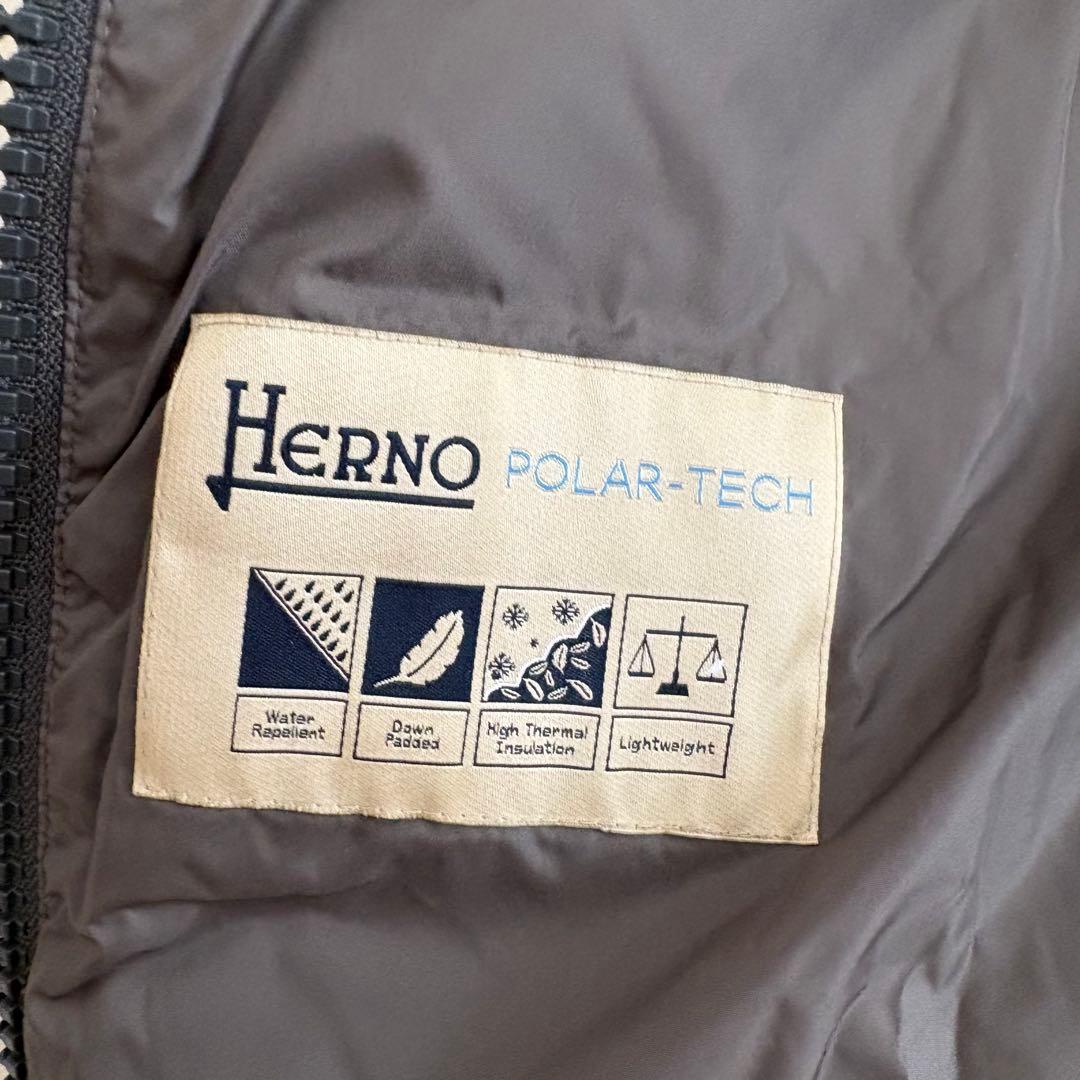 HERNO POLAR-TECH
Water
Repellent
Down
Padded
High Thermal
Insulation
Lightweight